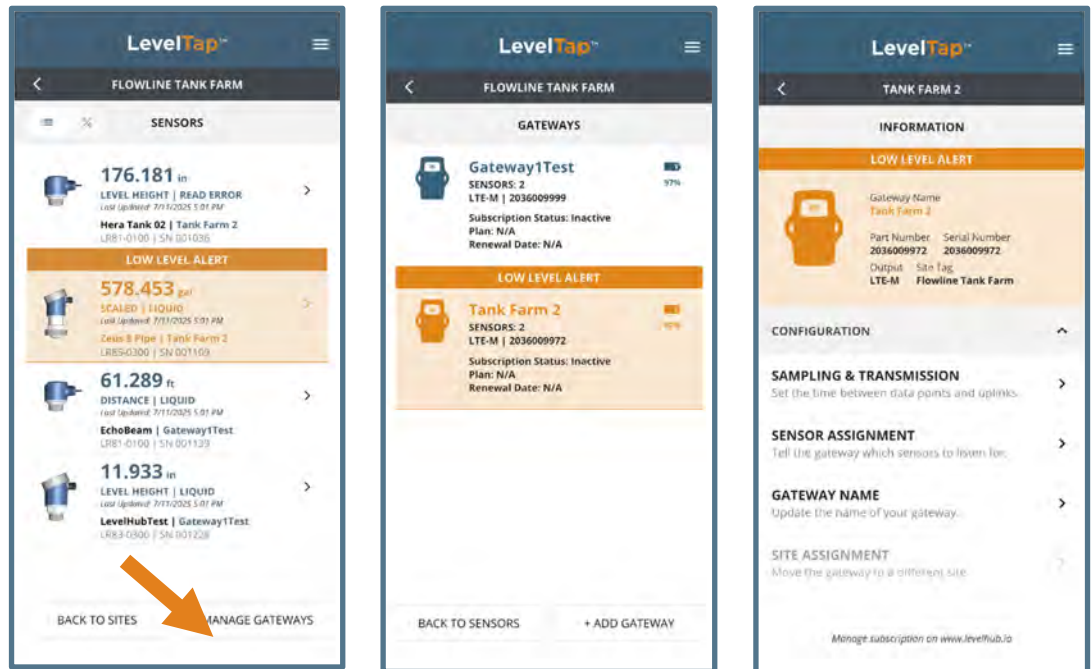 LevelTap™
FLOWLINE TANK FARM
SENSORS
176.181 in
LEVEL HEIGHT | READ ERROR
Last Updated: 7/11/2025 5:01 PM
Hera Tank 02 | Tank Farm 2
LR81-0100 | SN 001036
LOW LEVEL ALERT
578.453 gal
SCALED | LIQUID
Last Updated: 7/11/2025 5:01 PM
Zeus 8 Pipe | Tank Farm 2
LR85-0300 | SN 001109
61.289 ft
DISTANCE | LIQUID
Last Updated: 7/11/2025 5:01 PM
EchoBeam | Gateway1Test
LR81-0100 | SN 001139
11.933 in
LEVEL HEIGHT | LIQUID
Last Updated: 7/11/2025 5:01 PM
LevelHubTest | Gateway1Test
LR83-0300 | SN 001228
BACK TO SITES
MANAGE GATEWAYS
LevelTap™
FLOWLINE TANK FARM
GATEWAYS
Gateway1Test
97%
SENSORS: 2
LTE-M | 2036009999
Subscription Status: Inactive
Plan: N/A
Renewal Date: N/A
LOW LEVEL ALERT
Tank Farm 2
SENSORS: 2
LTE-M | 2036009972
Subscription Status: Inactive
Plan: N/A
Renewal Date: N/A
BACK TO SENSORS
+ ADD GATEWAY
LevelTap™
TANK FARM 2
INFORMATION
LOW LEVEL ALERT
Gateway Name
Tank Farm 2
Part Number Serial Number
2036009972 2036009972
Output Site Tag
LTE-M Flowline Tank Farm
CONFIGURATION
SAMPLING & TRANSMISSION
Set the time between data points and uplinks.
SENSOR ASSIGNMENT
Tell the gateway which sensors to listen for.
GATEWAY NAME
Update the name of your gateway.
SITE ASSIGNMENT
Move the gateway to a different site.
Manage subscription on www.levelhub.io